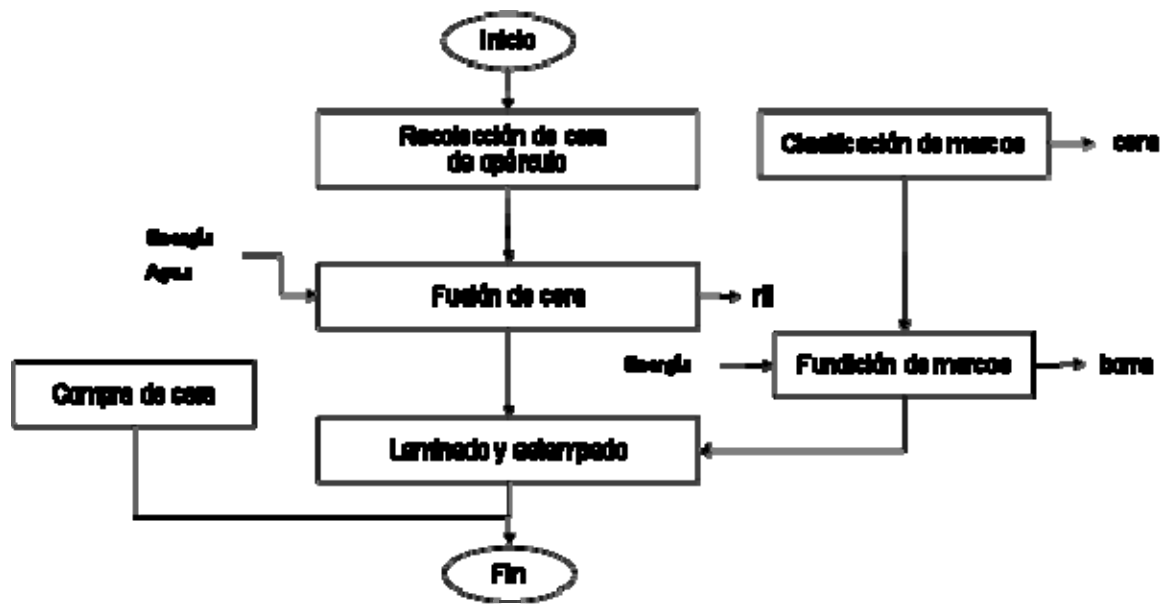 Inicio
Recolección de cera
de opérculo
Clasificación de marcos
cera
Energía
Agua
Fusión de cera
ril
Energía
Fundición de marcos
borra
Compra de cera
Laminado y estampado
Fin